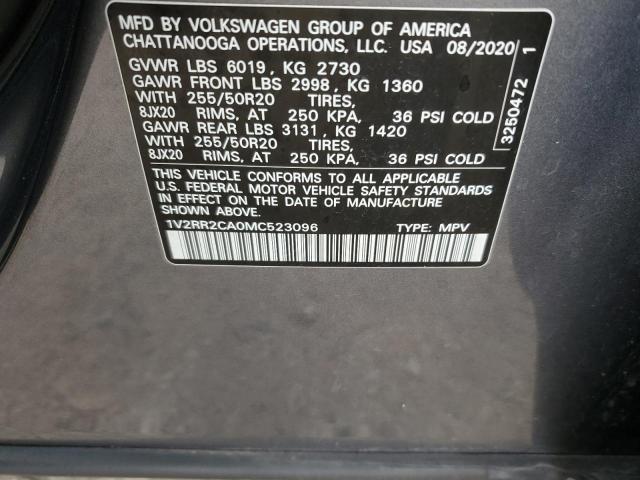 MFD BY VOLKSWAGEN GROUP OF AMERICA
CHATTANOOGA OPERATIONS, LLC. USA 08/2020
GVWR LBS 6019, KG 2730
GAWR FRONT LBS 2998, KG 1360
WITH 255/50R20 TIRES,
8JX20 RIMS, AT 250 KPA, 36 PSI COLD
GAWR REAR LBS 3131, KG 1420
WITH 255/50R20 TIRES,
8JX20 RIMS, AT 250 KPA, 36 PSI COLD
THIS VEHICLE CONFORMS TO ALL APPLICABLE
U.S. FEDERAL MOTOR VEHICLE SAFETY STANDARDS
IN EFFECT ON THE DATE OF MANUFACTURE
SHOWN ABOVE.
1V2RR2CA0MC523096 TYPE: MPV
3250472 1